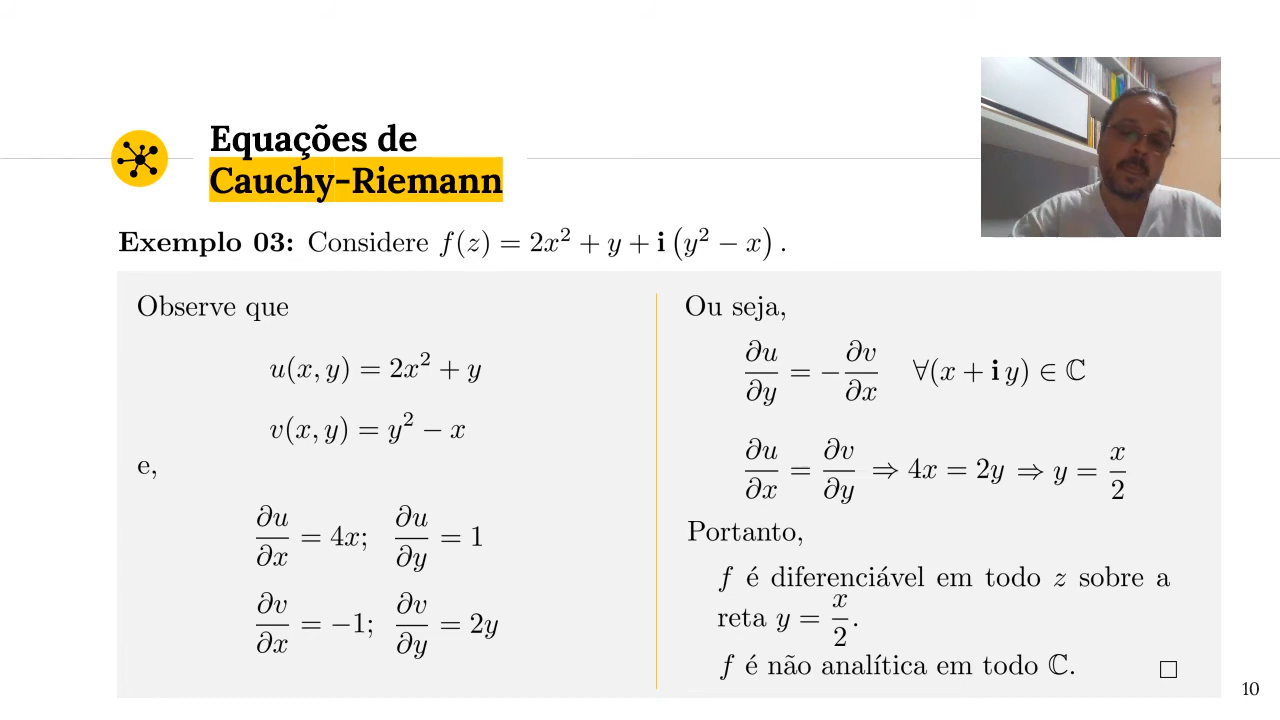 Equações de
Cauchy-Riemann
Exemplo 03: Considere f(z) = 2x² + y + i (y² − x) .
Observe que
u(x, y) = 2x² + y
v(x, y) = y² − x
e,
∂u/∂x = 4x; ∂u/∂y = 1
∂v/∂x = −1; ∂v/∂y = 2y
Ou seja,
∂u/∂y = −∂v/∂x ∀(x + i y) ∈ ℂ
∂u/∂x = ∂v/∂y ⇒ 4x = 2y ⇒ y = x/2
Portanto,
f é diferenciável em todo z sobre a
reta y = x/2.
f é não analítica em todo ℂ. □
10